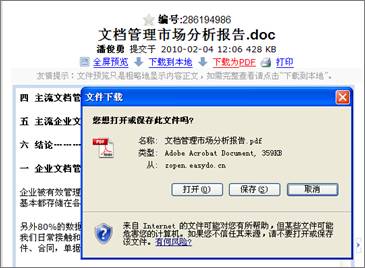 编号:286194986
文档管理市场分析报告.doc
潘俊勇 提交于 2010-02-04 12:06 428 KB
全屏预览 下载到本地 下载为PDF 打印
友情提示：文件预览只是粗略地显示内容正文，如需完整查看请点击“下载到本地”。
四 主流文档管
五 主流企业文
六 结论
一 企业文档管
企业被有效管理
基本都存储在各
另外80%的数据
我们日常接触和
件、合同，单据
文件下载
您想打开或保存此文件吗?
名称: 文档管理市场分析报告.pdf
类型: Adobe Acrobat Document, 359KB
从: zopen.easydo.cn
打开(O) 保存(S) 取消
来自 Internet 的文件可能对您有所帮助，但某些文件可能
危害您的计算机。如果您不信任其来源，请不要打开或保存
该文件。有何风险?